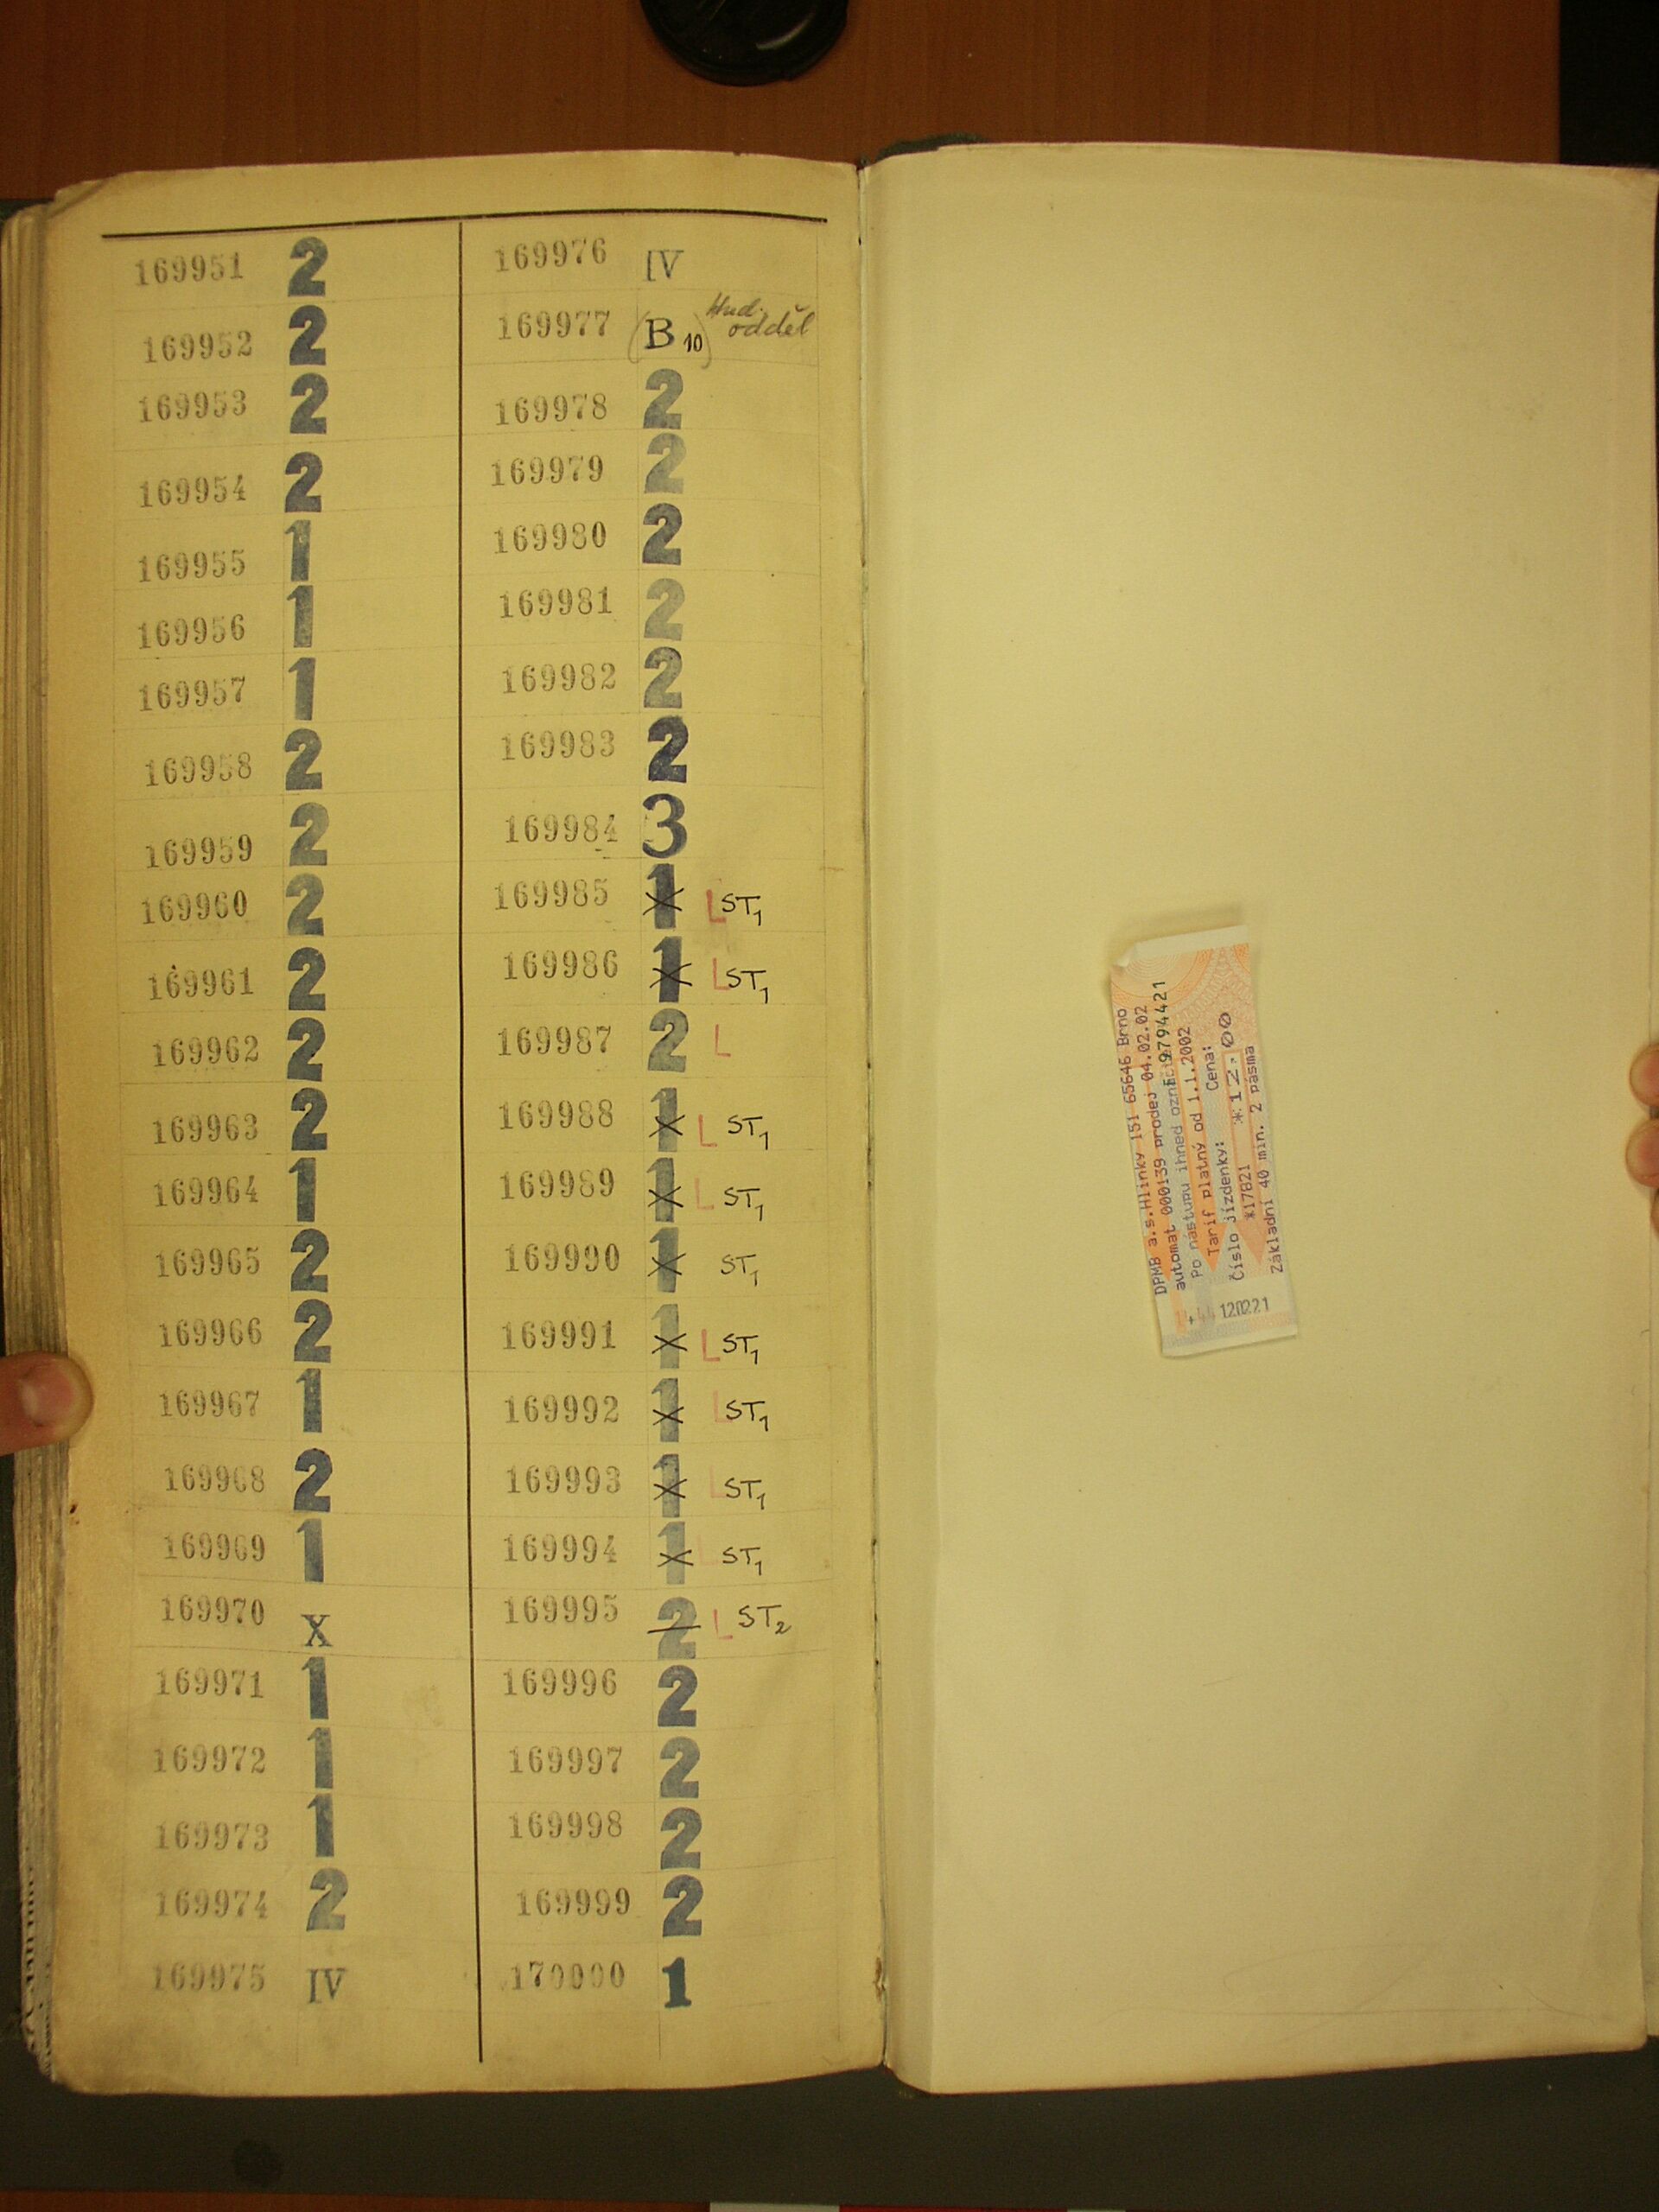 169951 2
169952 2
169953 2
169954 2
169955 1
169956 1
169957 1
169958 2
169959 2
169960 2
169961 2
169962 2
169963 2
169964 1
169965 2
169966 2
169967 1
169968 2
169969 1
169970 X
169971 1
169972 1
169973 1
169974 2
169975 IV
169976 IV
169977 (B 10) Hud. odděl
169978 2
169979 2
169980 2
169981 2
169982 2
169983 2
169984 3
169985 1 L ST1
169986 1 L ST1
169987 2 L
169988 1 L ST1
169989 1 L ST1
169990 1 ST1
169991 1 L ST1
169992 1 L ST1
169993 1 L ST1
169994 1 L ST1
169995 2 L ST2
169996 2
169997 2
169998 2
169999 2
170000 1
DPMB a.s.Hlinky 151 65646 Brno
automat 000139 prodej 04.02.02
Po nástupu ihned 9794421
Tarif platný od 1.1.2002
Číslo jízdenky: Cena:
*17821 *12.00
Základní 40 min. 2 pásma
120221